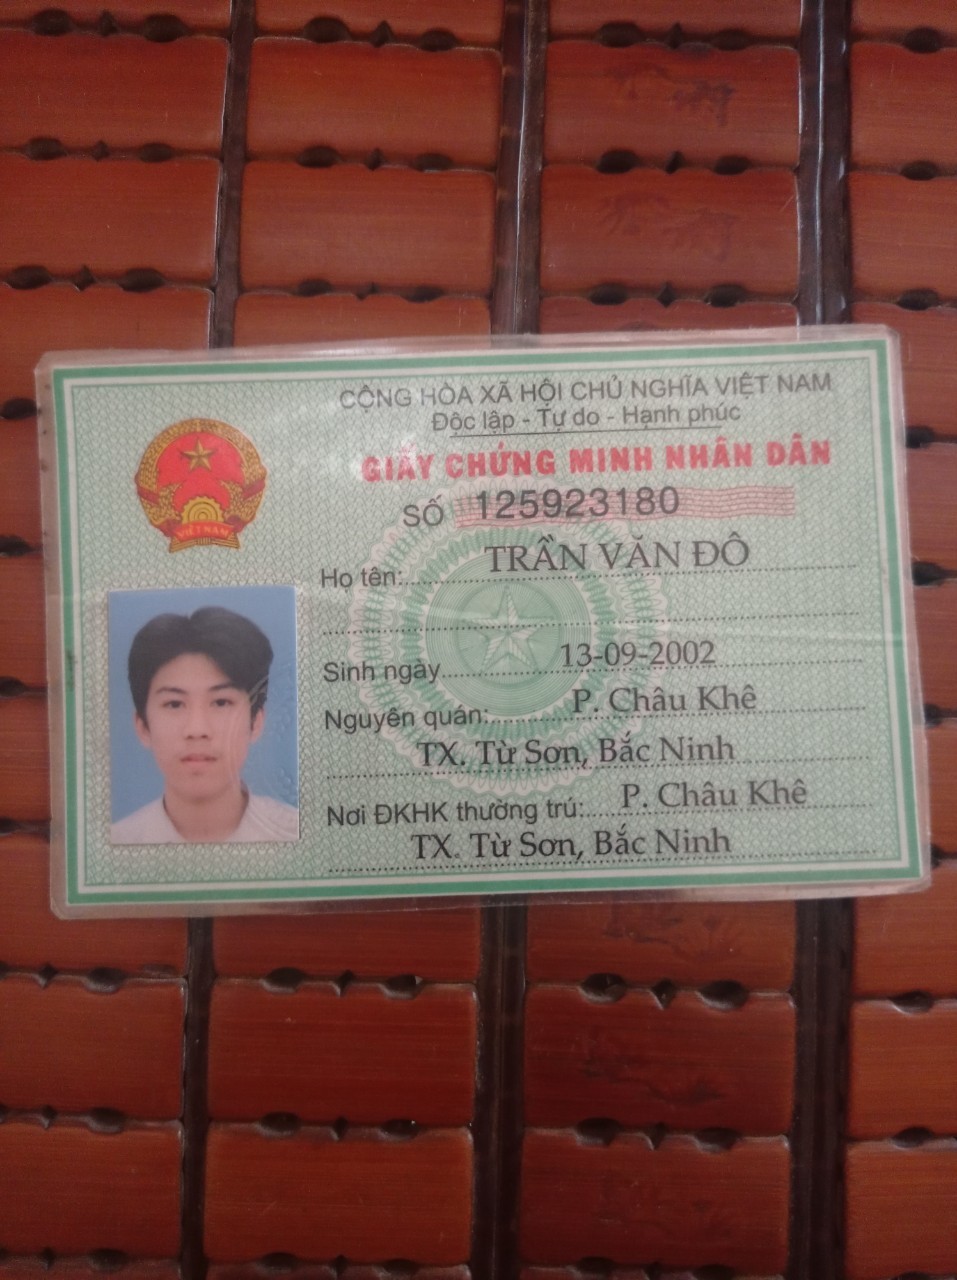 CỘNG HÒA XÃ HỘI CHỦ NGHĨA VIỆT NAM
Độc lập - Tự do - Hạnh phúc
GIẤY CHỨNG MINH NHÂN DÂN
SỐ 125923180
Họ tên: TRẦN VĂN ĐÔ
Sinh ngày 13-09-2002
Nguyên quán: P. Châu Khê
TX. Từ Sơn, Bắc Ninh
Nơi ĐKHK thường trú: P. Châu Khê
TX. Từ Sơn, Bắc Ninh
VIỆT NAM